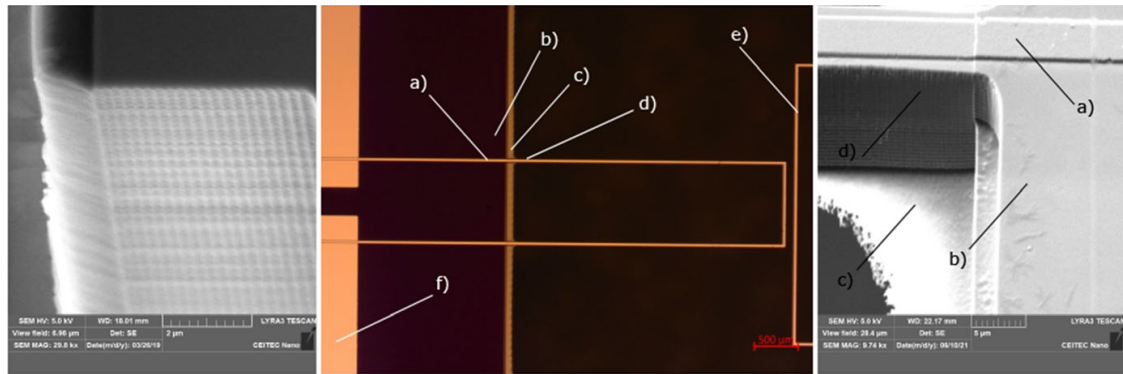 SEM HV: 5.0 kV
WD: 18.01 mm
LYRA3 TESCAN
View field: 6.96 µm
Det: SE
2 µm
SEM MAG: 29.8 kx
Date(m/d/y): 03/26/19
CEITEC Nano
a)
b)
c)
d)
e)
f)
500 µm
a)
d)
b)
c)
SEM HV: 5.0 kV
WD: 22.17 mm
LYRA3 TESCAN
View field: 28.4 µm
Det: SE
5 µm
SEM MAG: 9.74 kx
Date(m/d/y): 06/10/21
CEITEC Nano